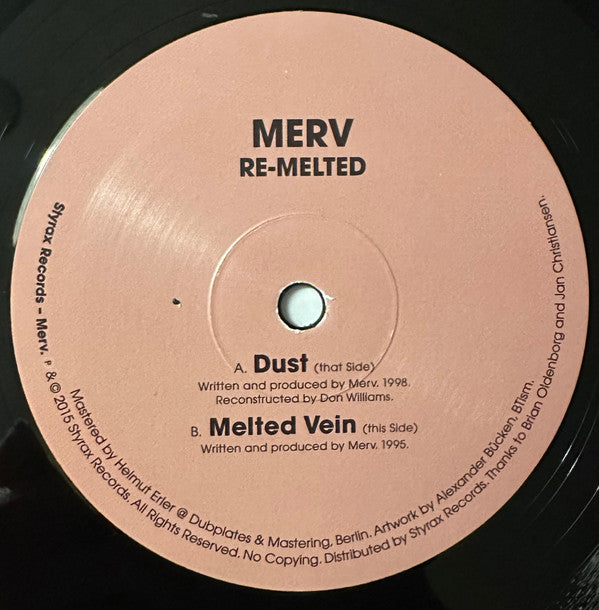 MERV
RE-MELTED
A. Dust (that Side)
Written and produced by Merv. 1998.
Reconstructed by Don Williams.
B. Melted Vein (this Side)
Written and produced by Merv. 1995.
Styrax Records – Merv. ℗ & © 2015 Styrax Records. All Rights Reserved. No Copying. Distributed by Styrax Records. Thanks to Brian Oldenborg and Jan Christiansen.
Mastered by Helmut Erler @ Dubplates & Mastering, Berlin. Artwork by Alexander Bücken, BTism.